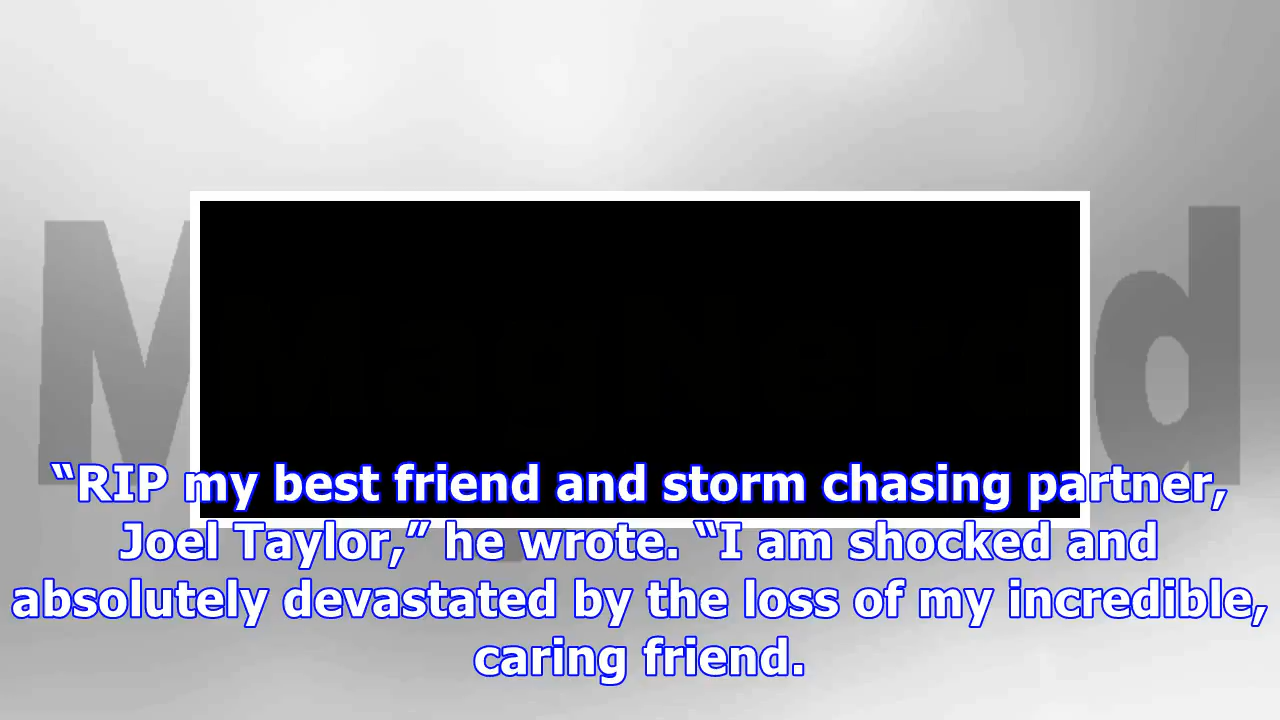 “RIP my best friend and storm chasing partner,
Joel Taylor,” he wrote. “I am shocked and
absolutely devastated by the loss of my incredible,
caring friend.